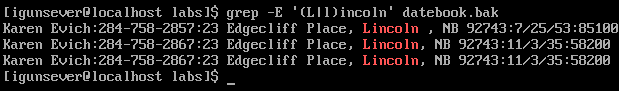 [igunsever@localhost labs]$ grep -E '(L|l)incoln' datebook.bak
Karen Evich:284-758-2857:23 Edgecliff Place, Lincoln , NB 92743:7/25/53:85100
Karen Evich:284-758-2867:23 Edgecliff Place, Lincoln, NB 92743:11/3/35:58200
Karen Evich:284-758-2867:23 Edgecliff Place, Lincoln, NB 92743:11/3/35:58200
[igunsever@localhost labs]$ _